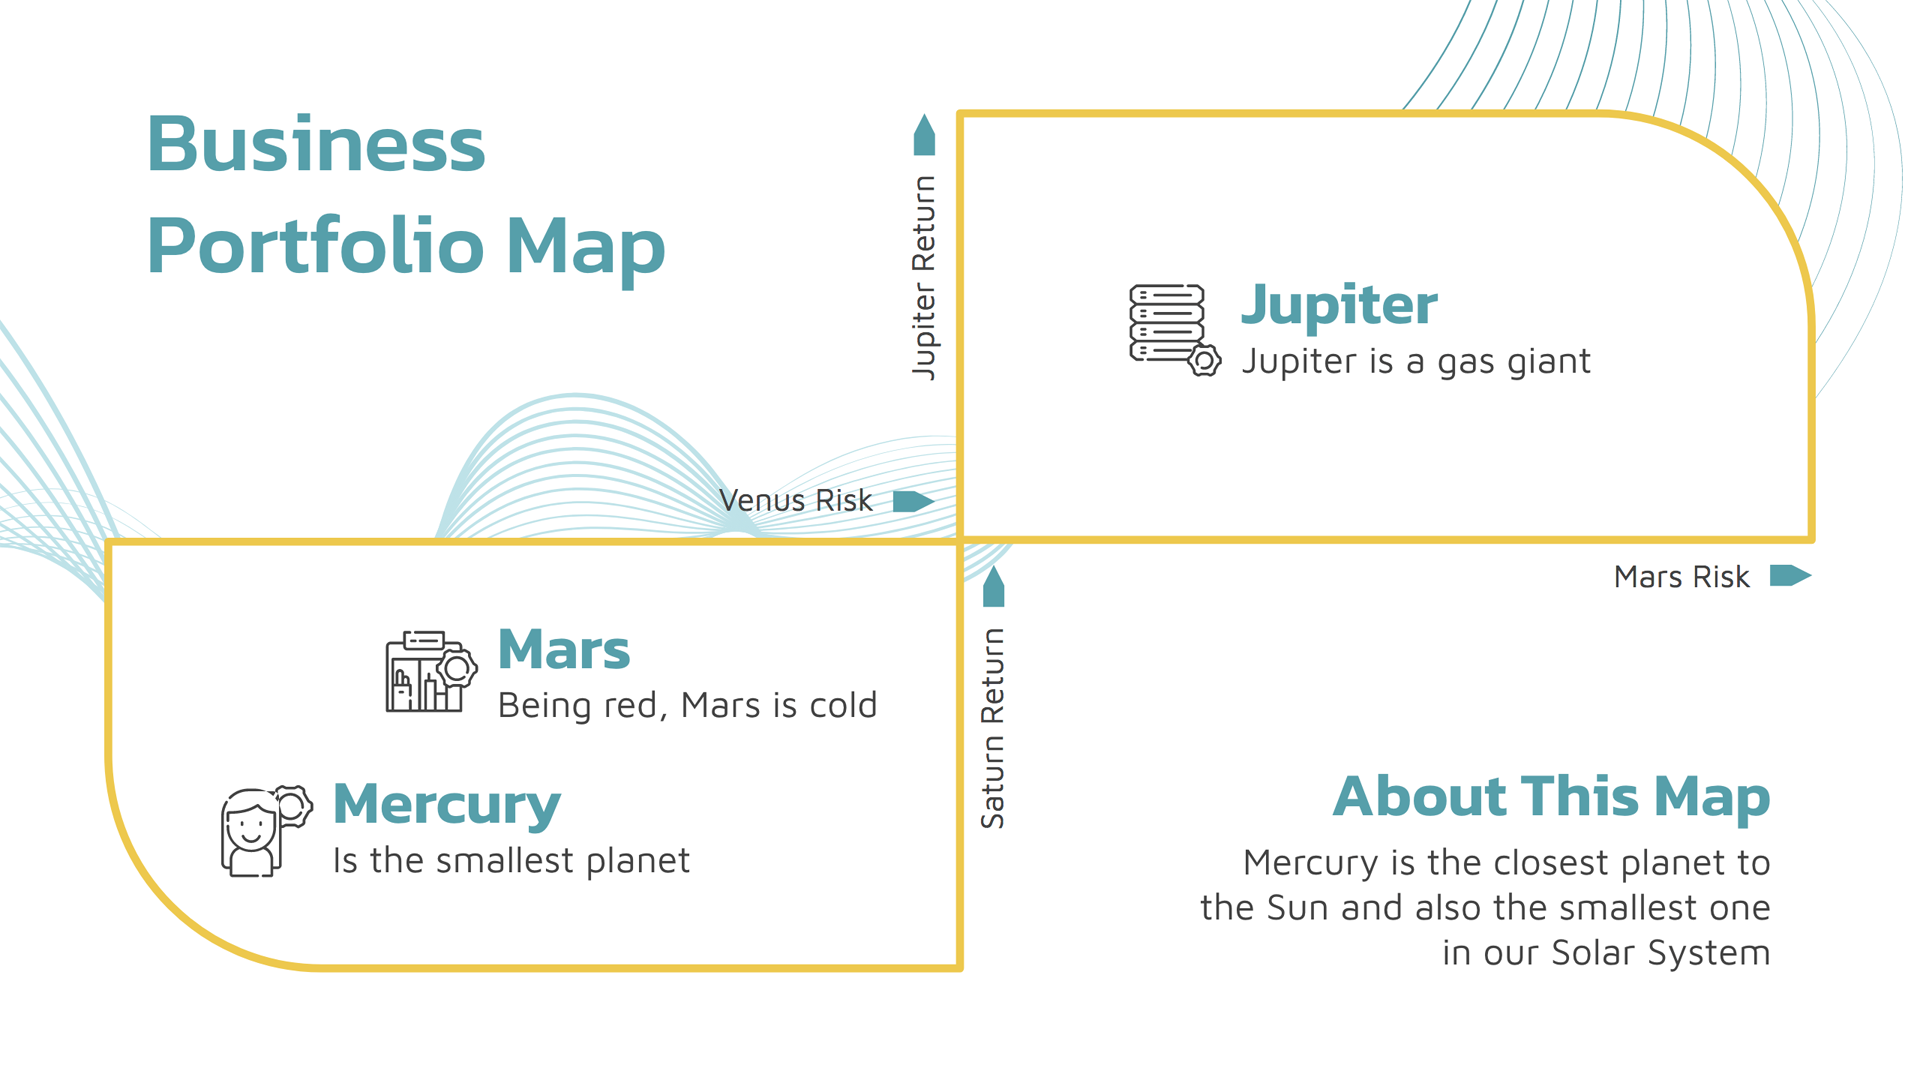 Business
Portfolio Map
Jupiter Return
Jupiter
Jupiter is a gas giant
Venus Risk
Mars Risk
Mars
Being red, Mars is cold
Saturn Return
Mercury
Is the smallest planet
About This Map
Mercury is the closest planet to
the Sun and also the smallest one
in our Solar System